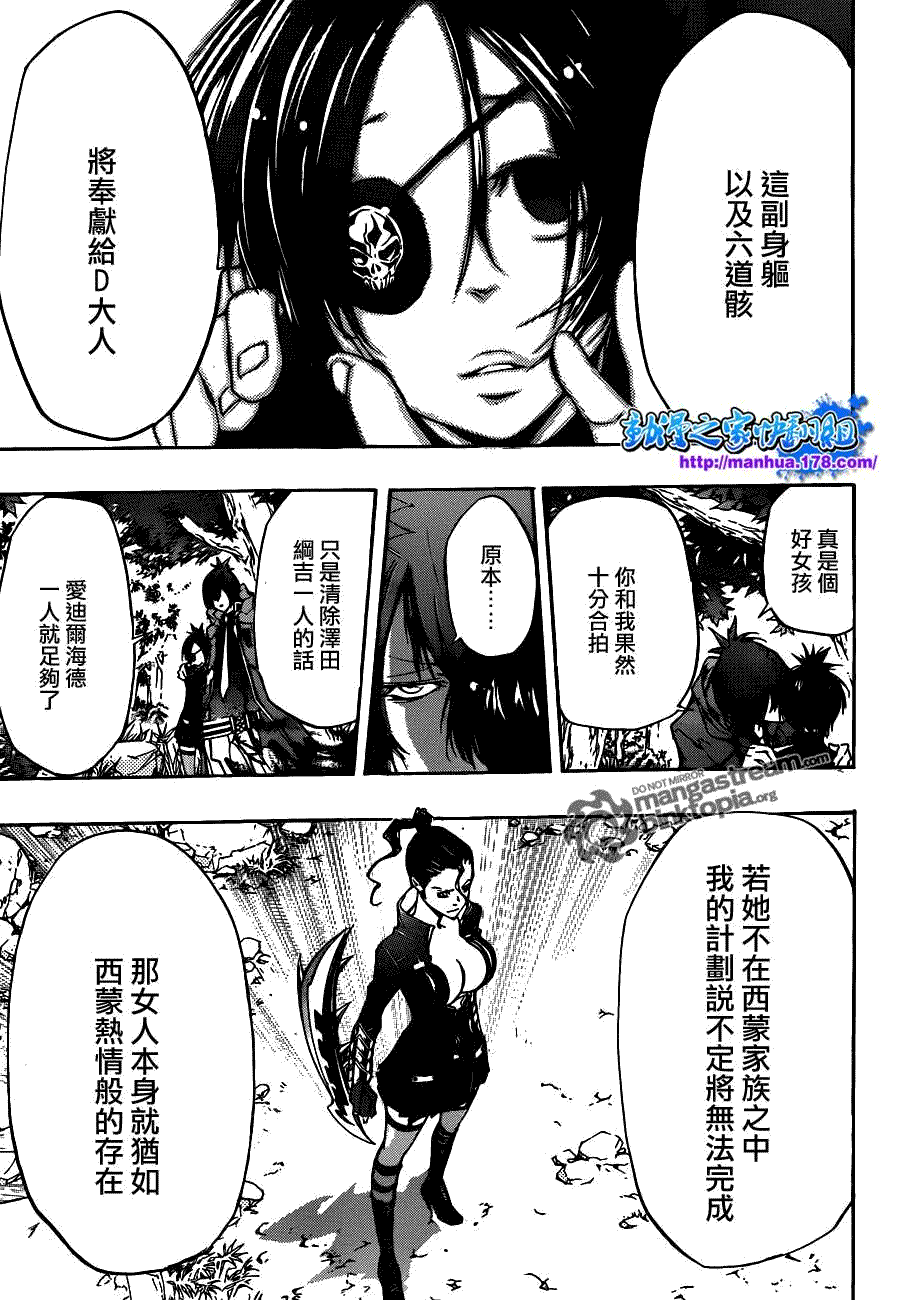 這副身軀
以及六道骸
將奉獻給D大人
動漫之家汉化组
http://manhua.178.com/
真是個
好女孩
你和我果然
十分合拍
原本……
只是清除澤田
綱吉一人的話
愛迪爾海德
一人就足夠了
DO NOT MIRROR
mangastream.com
pinktopia.org
若她不在西蒙家族之中
我的計劃說不定將無法完成
那女人本身就猶如
西蒙熱情般的存在